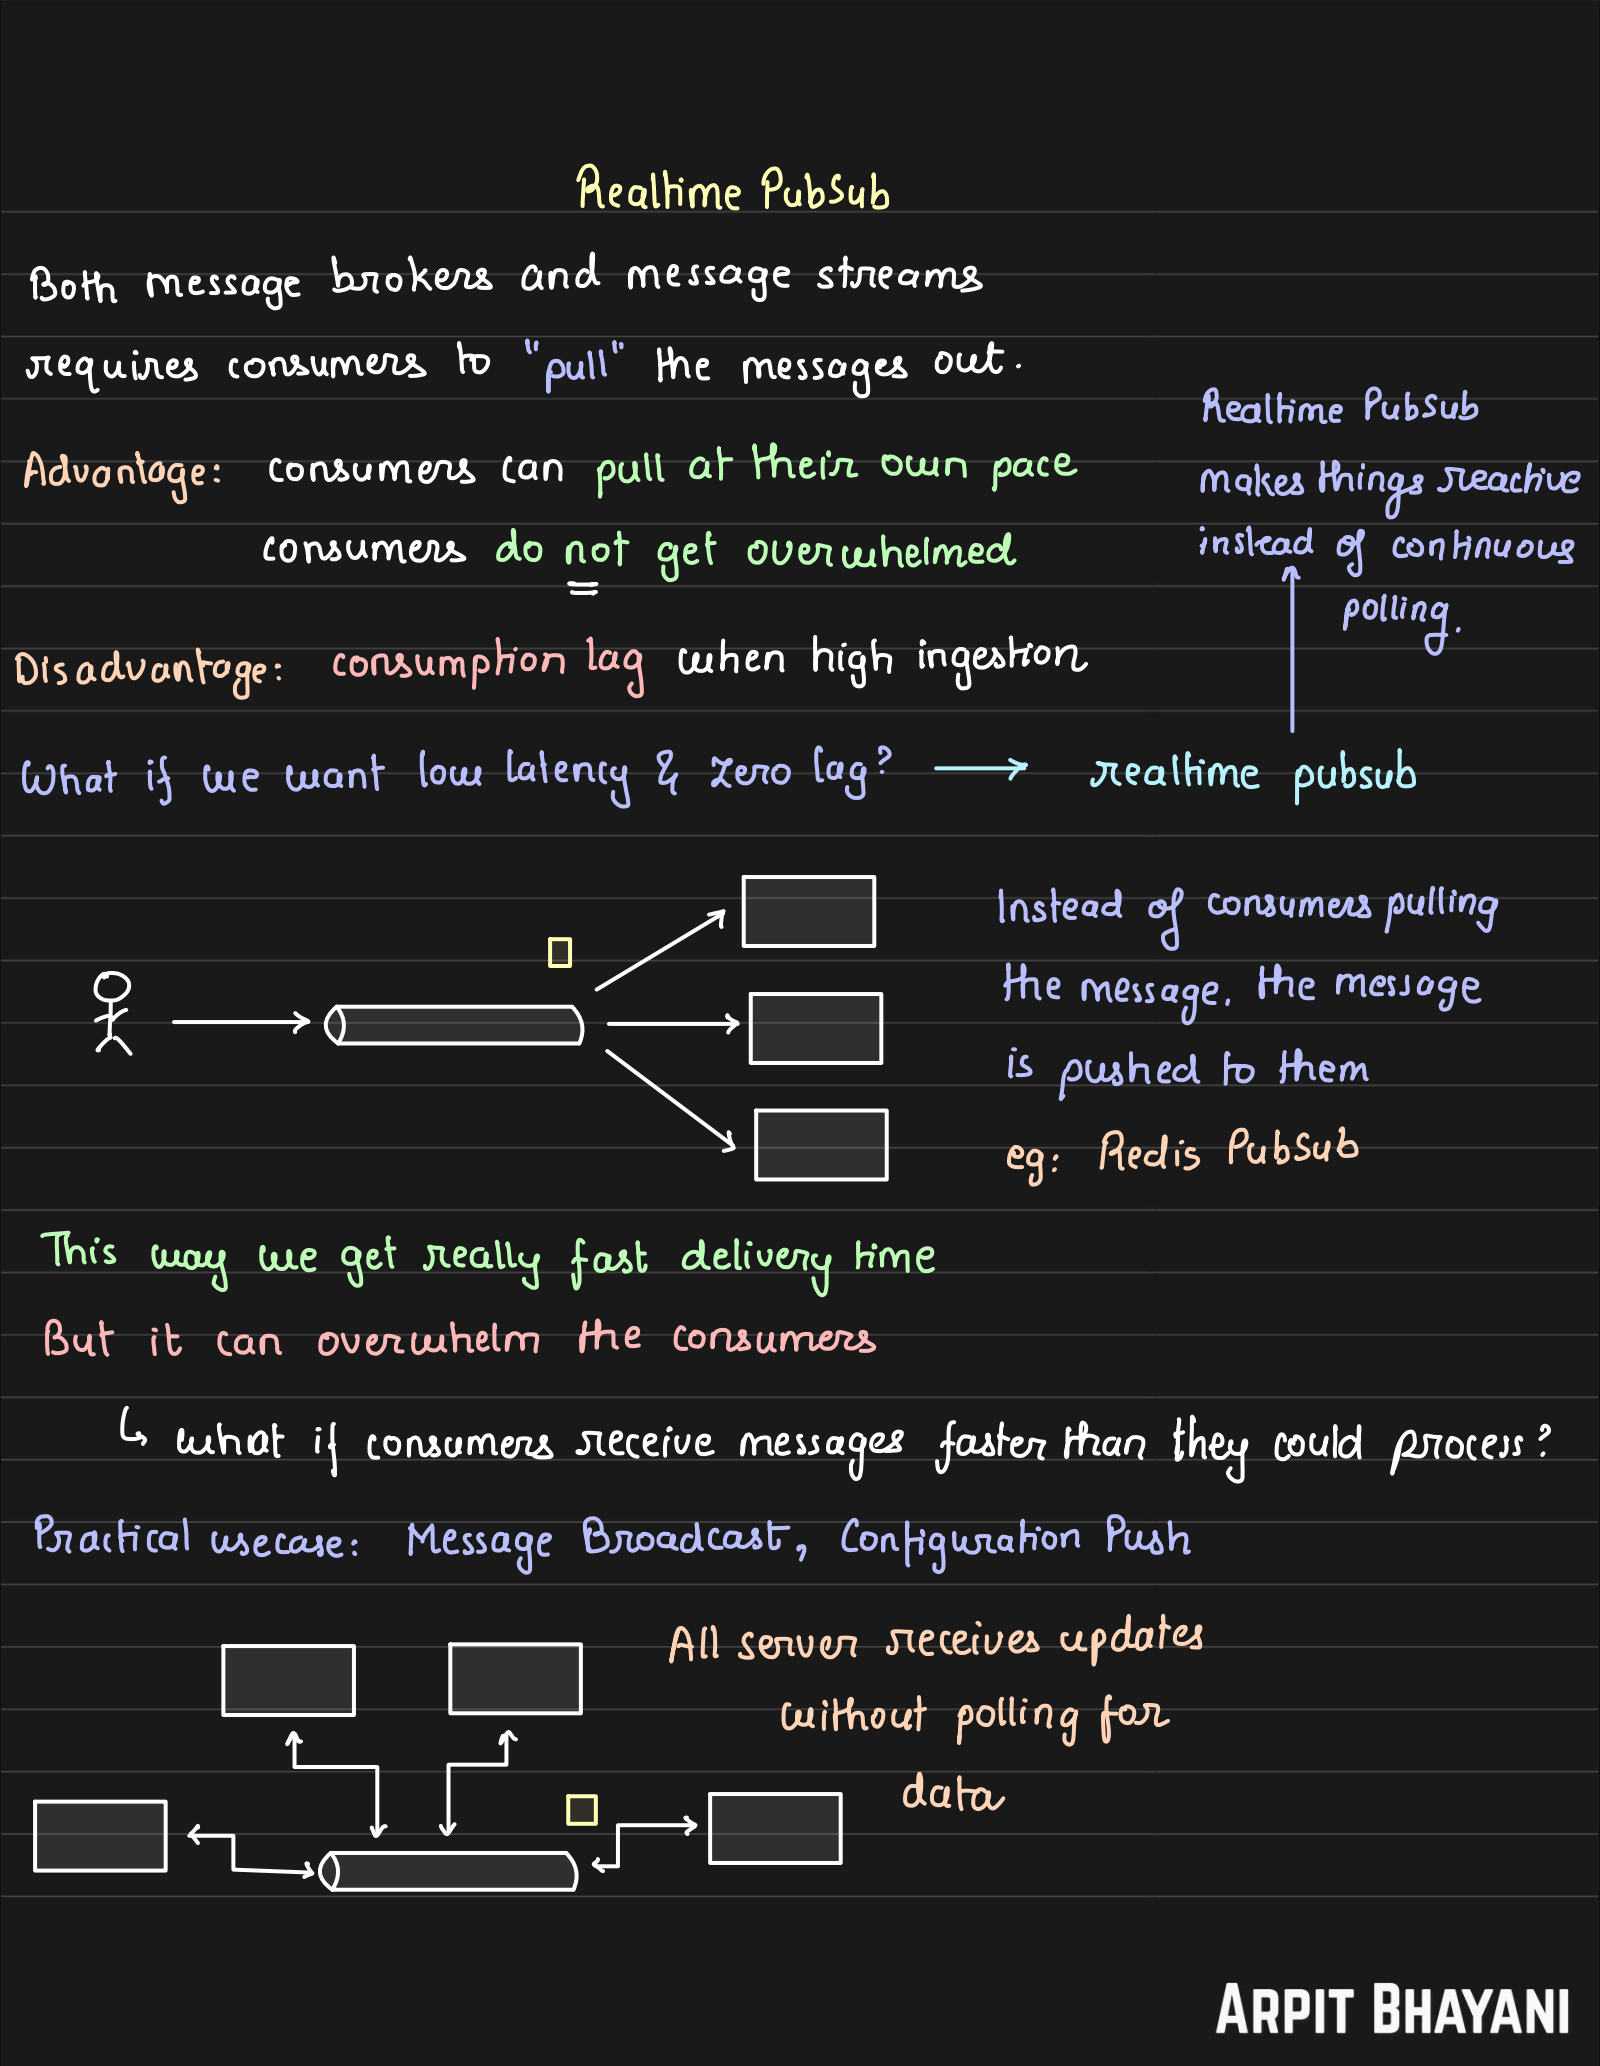 Realtime PubSub
Both message brokers and message streams
requires consumers to "pull" the messages out.
Advantage: consumers can pull at their own pace
consumers do not get overwhelmed
Disadvantage: consumption lag when high ingestion
Realtime PubSub
makes things reactive
instead of continuous
polling.
What if we want low latency & zero lag? → realtime pubsub
Instead of consumers pulling
the message. the message
is pushed to them
eg: Redis PubSub
This way we get really fast delivery time
But it can overwhelm the consumers
↳ what if consumers receive messages faster than they could process?
Practical usecase: Message Broadcast, Configuration Push
All server receives updates
without polling for
data
ARPIT BHAYANI